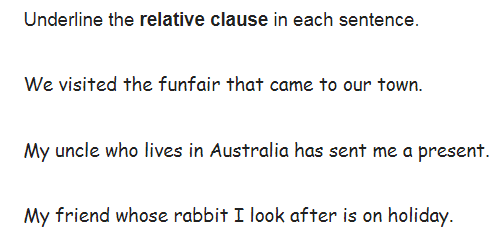 Underline the relative clause in each sentence.
We visited the funfair that came to our town.
My uncle who lives in Australia has sent me a present.
My friend whose rabbit I look after is on holiday.